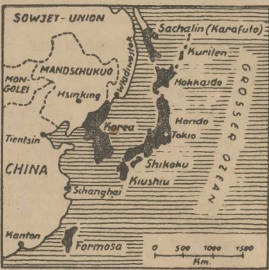 SOWJET-UNION
Sachalin (Karafuto)
Kurilen
MANDSCHUKUO
Wladiwostok
MON-
GOLEI
Hokkaido
Hsinking
GROSSER OZEAN
Hondo
Korea
Tokio
Tientsin
Shikoku
CHINA
Kiushiu
Schanghai
Kanton
Formosa
0 500 1000 1500
Km.